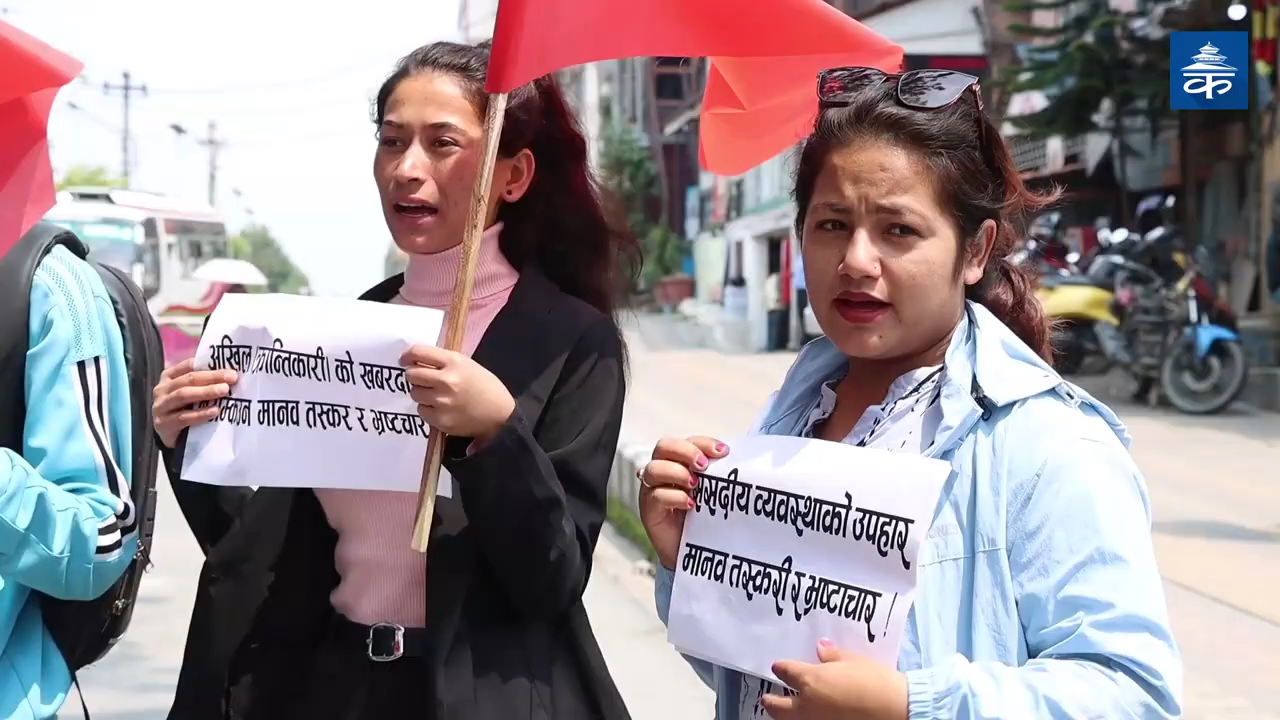 अखिल क्रान्तिकारी। को
मानव तस्कर र
संसदीय व्यवस्थाको उपहार
मानव तस्करी र भ्रष्टाचार !
क